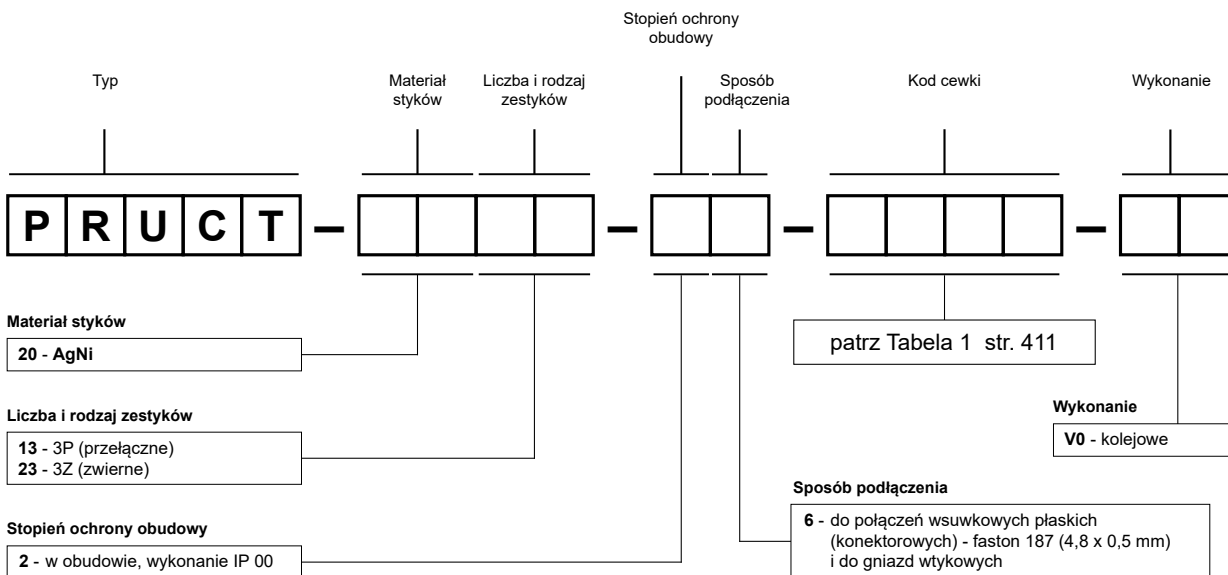 Stopień ochrony
obudowy
Typ
Materiał
styków
Liczba i rodzaj
zestyków
Sposób
podłączenia
Kod cewki
Wykonanie
P R U C T – – – –
Materiał styków
20 - AgNi
patrz Tabela 1 str. 411
Liczba i rodzaj zestyków
13 - 3P (przełączne)
23 - 3Z (zwierne)
Wykonanie
V0 - kolejowe
Stopień ochrony obudowy
2 - w obudowie, wykonanie IP 00
Sposób podłączenia
6 - do połączeń wsuwkowych płaskich
(konektorowych) - faston 187 (4,8 x 0,5 mm)
i do gniazd wtykowych